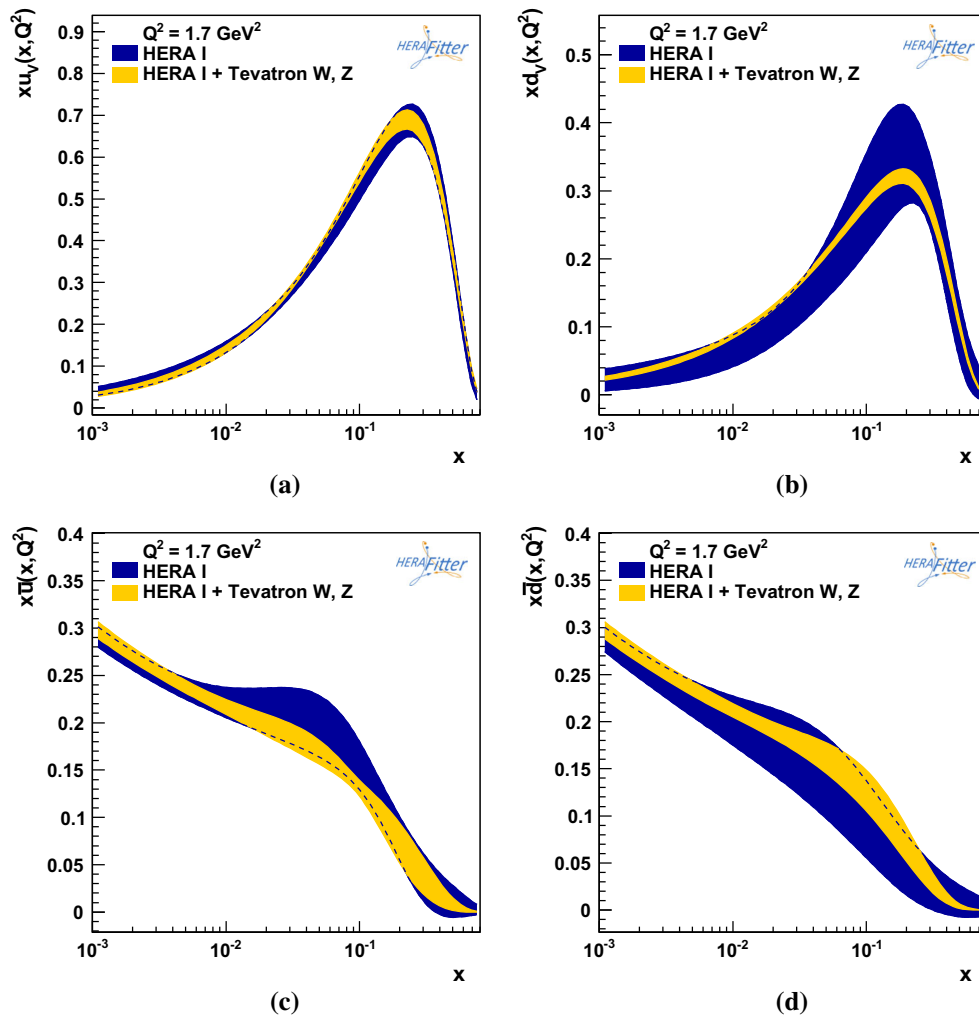 xu_v(x,Q²)
Q² = 1.7 GeV²
HERA I
HERA I + Tevatron W, Z
HERAFitter
0.9
0.8
0.7
0.6
0.5
0.4
0.3
0.2
0.1
0
10⁻³
10⁻²
10⁻¹
x
(a)
xd_v(x,Q²)
Q² = 1.7 GeV²
HERA I
HERA I + Tevatron W, Z
HERAFitter
0.5
0.4
0.3
0.2
0.1
0
10⁻³
10⁻²
10⁻¹
x
(b)
xū(x,Q²)
Q² = 1.7 GeV²
HERA I
HERA I + Tevatron W, Z
HERAFitter
0.4
0.35
0.3
0.25
0.2
0.15
0.1
0.05
0
10⁻³
10⁻²
10⁻¹
x
(c)
xd̄(x,Q²)
Q² = 1.7 GeV²
HERA I
HERA I + Tevatron W, Z
HERAFitter
0.4
0.35
0.3
0.25
0.2
0.15
0.1
0.05
0
10⁻³
10⁻²
10⁻¹
x
(d)